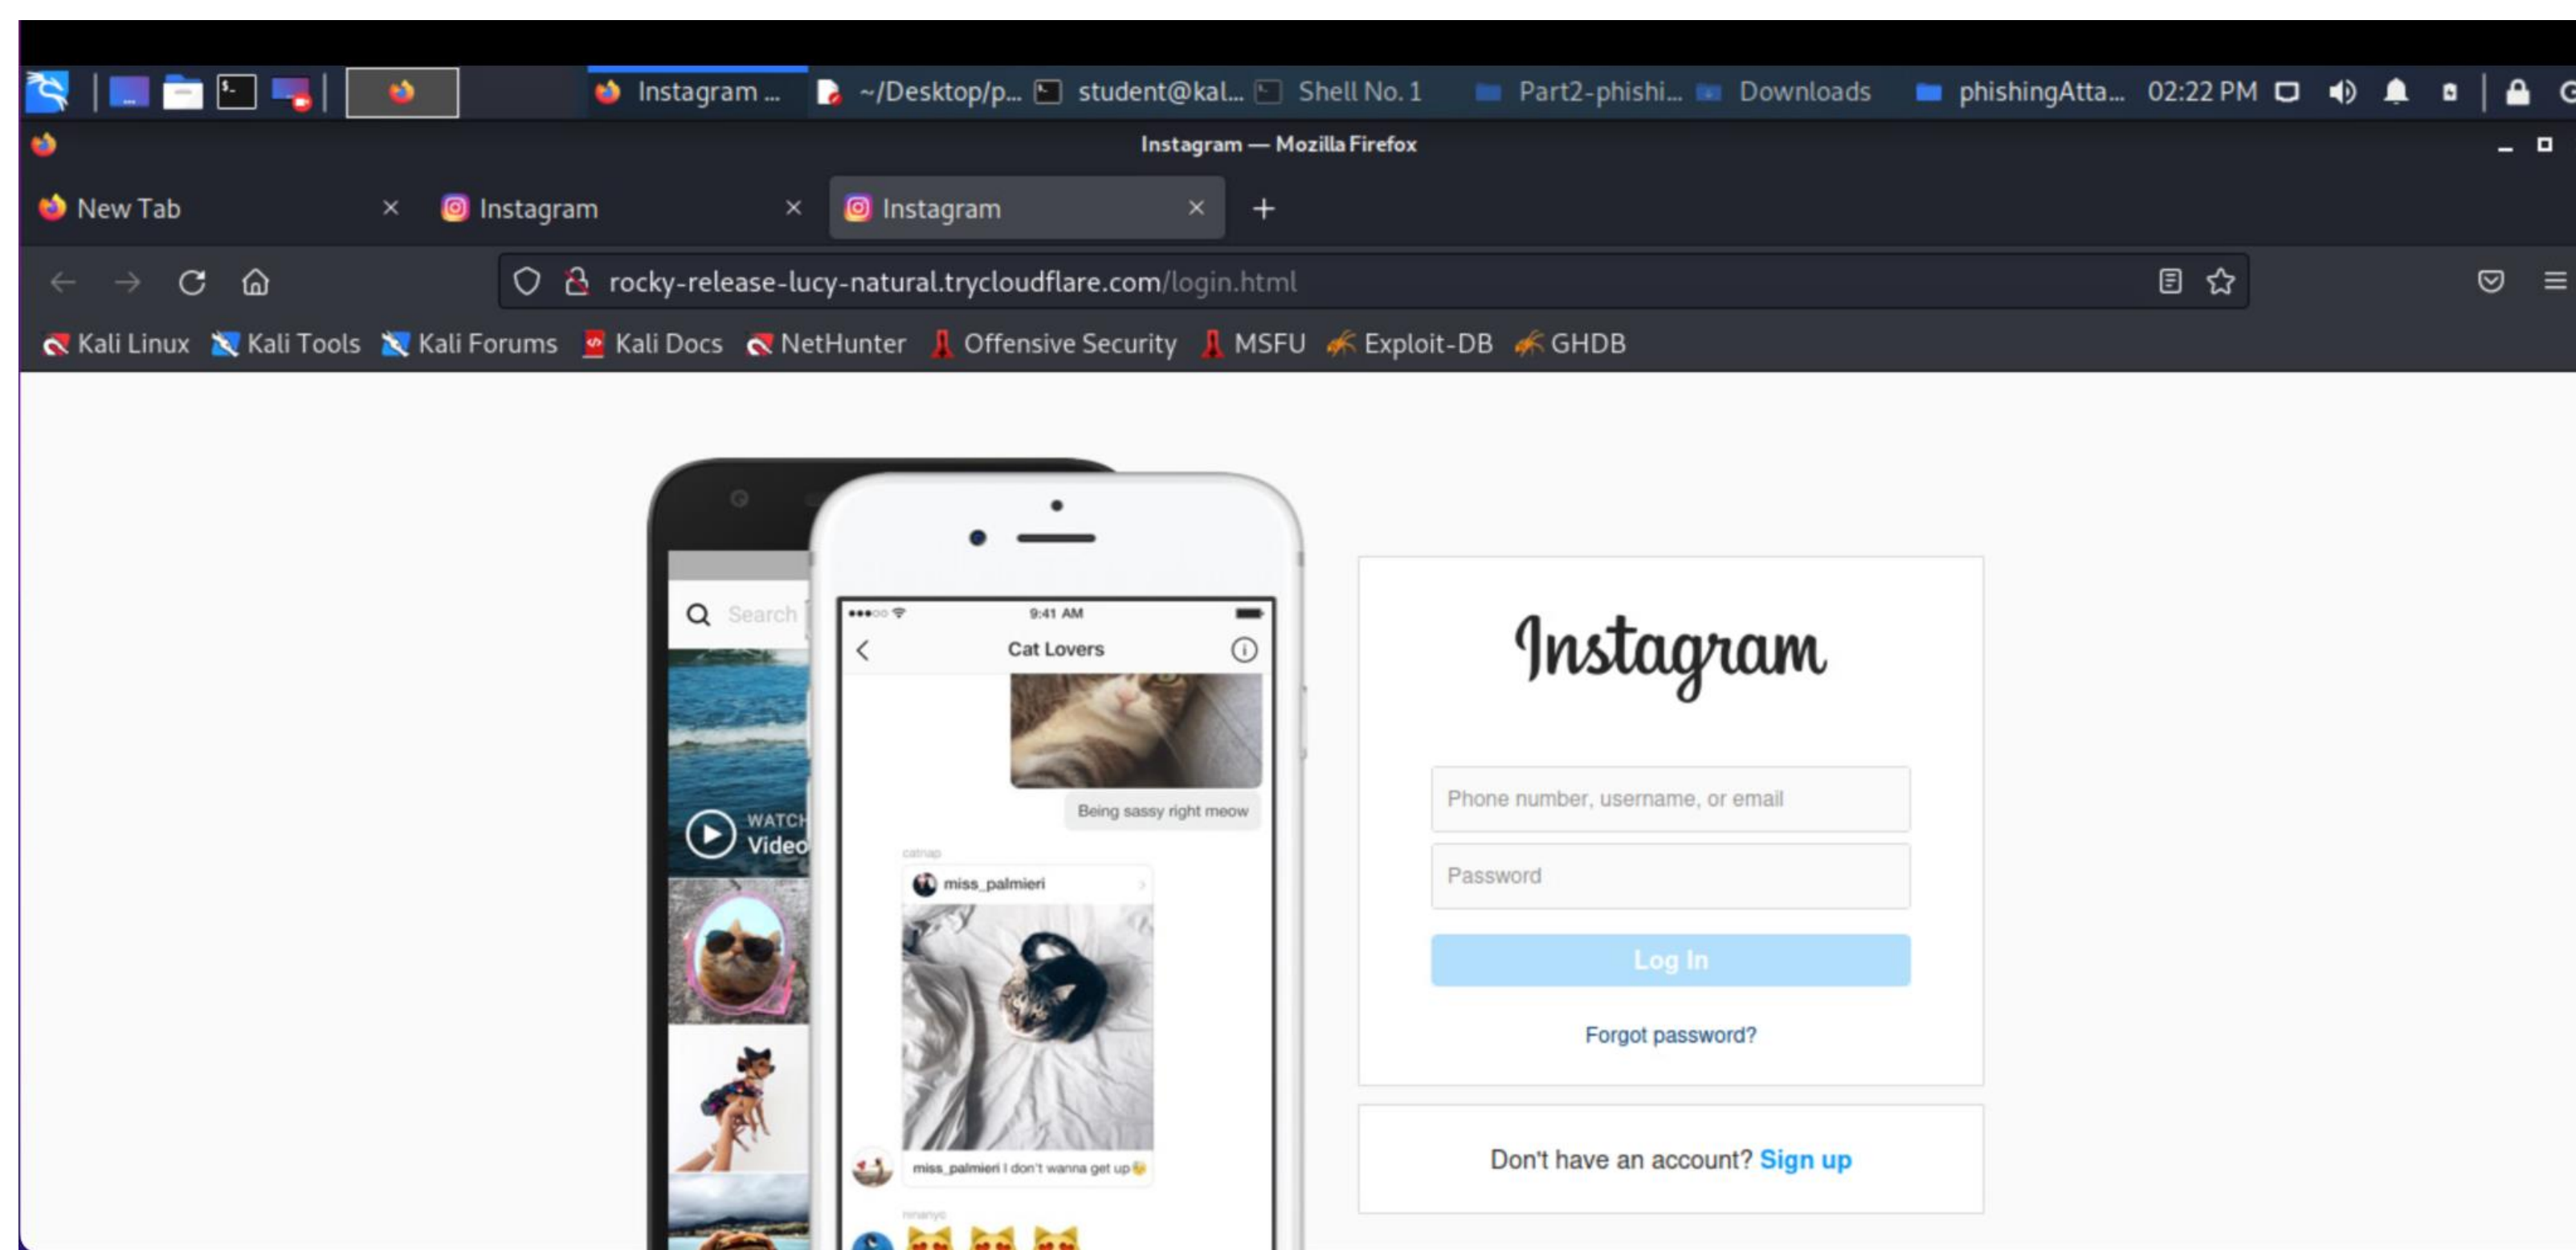 Instagram ... ~/Desktop/p... student@kal... Shell No. 1 Part2-phishi... Downloads phishingAtta... 02:22 PM
Instagram — Mozilla Firefox
New Tab Instagram Instagram
rocky-release-lucy-natural.trycloudflare.com/login.html
Kali Linux Kali Tools Kali Forums Kali Docs NetHunter Offensive Security MSFU Exploit-DB GHDB
Search
WATCH
Video
9:41 AM
Cat Lovers
Being sassy right meow
catnap
miss_palmieri
miss_palmieri I don't wanna get up
Instagram
Phone number, username, or email
Password
Log In
Forgot password?
Don't have an account? Sign up